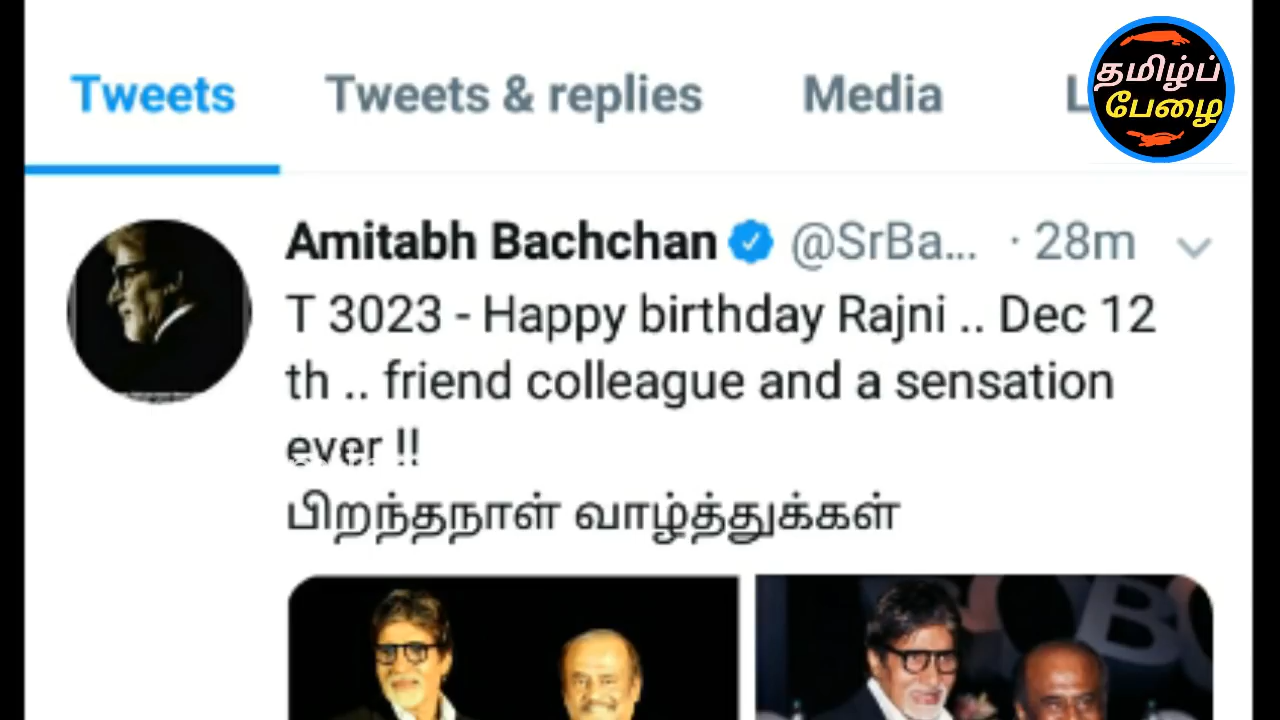 Tweets Tweets & replies Media L
தமிழ்ப்
பேழை
Amitabh Bachchan @SrBa... · 28m
T 3023 - Happy birthday Rajni .. Dec 12
th .. friend colleague and a sensation
ever !!
பிறந்தநாள் வாழ்த்துக்கள்